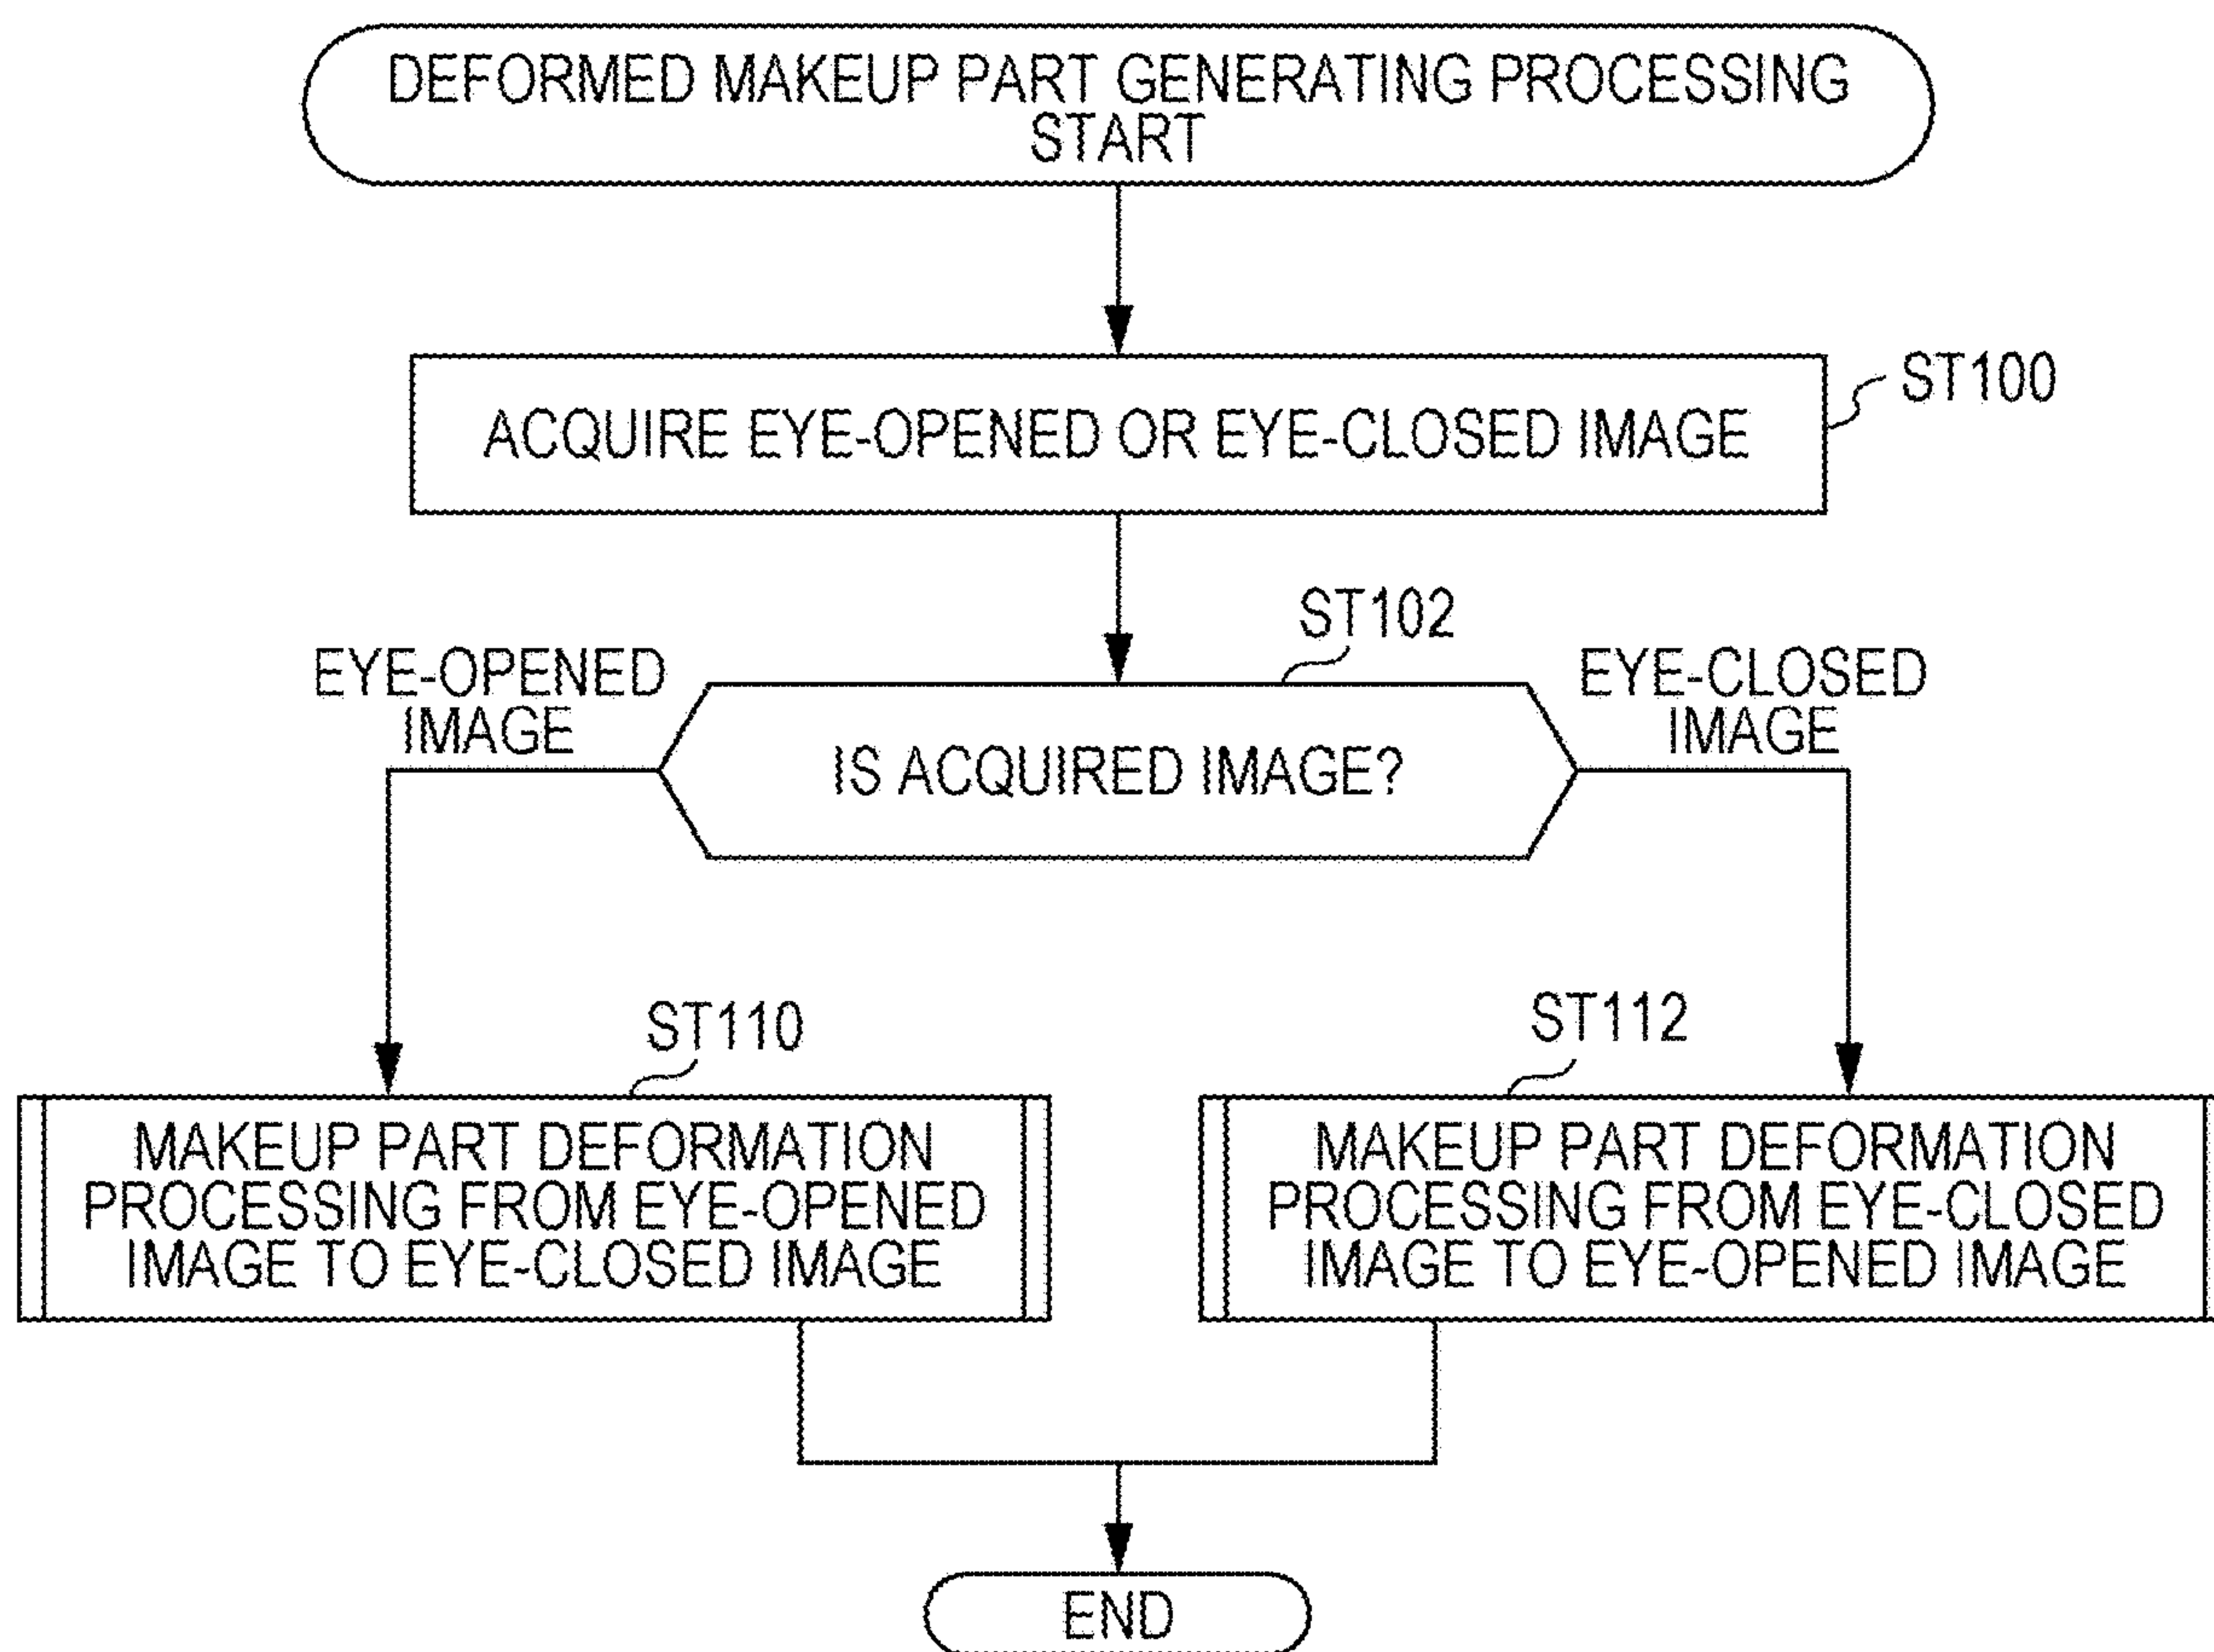 DEFORMED MAKEUP PART GENERATING PROCESSING
START
ACQUIRE EYE-OPENED OR EYE-CLOSED IMAGE
ST100
ST102
EYE-OPENED
IMAGE
IS ACQUIRED IMAGE?
EYE-CLOSED
IMAGE
ST110
MAKEUP PART DEFORMATION
PROCESSING FROM EYE-OPENED
IMAGE TO EYE-CLOSED IMAGE
ST112
MAKEUP PART DEFORMATION
PROCESSING FROM EYE-CLOSED
IMAGE TO EYE-OPENED IMAGE
END